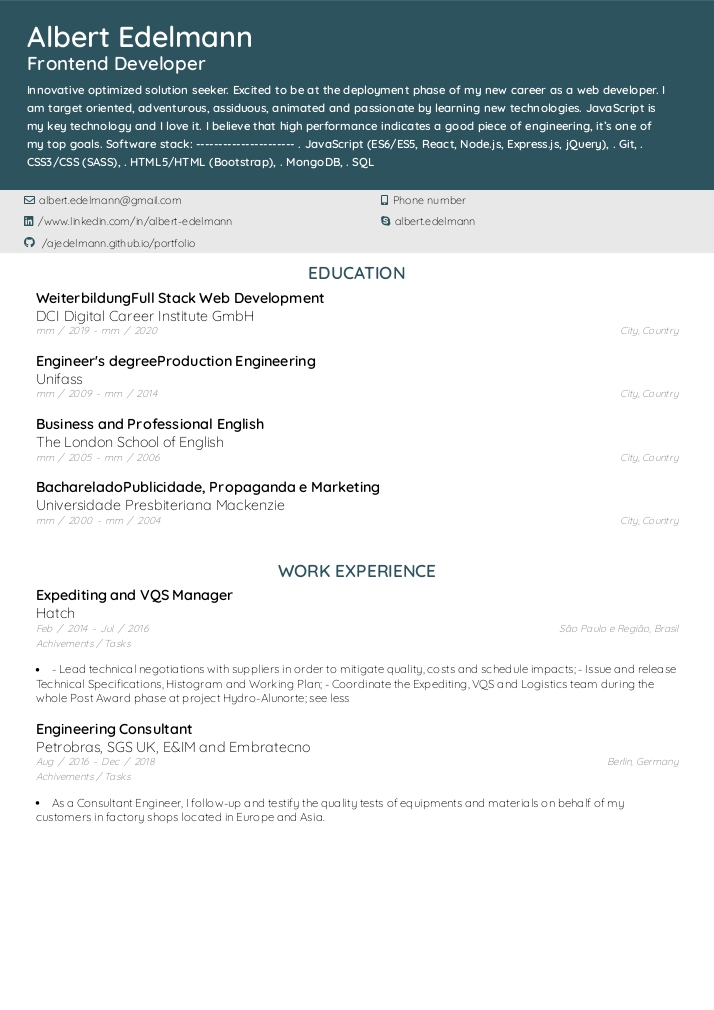 Albert Edelmann
Frontend Developer
Innovative optimized solution seeker. Excited to be at the deployment phase of my new career as a web developer. I
am target oriented, adventurous, assiduous, animated and passionate by learning new technologies. JavaScript is
my key technology and I love it. I believe that high performance indicates a good piece of engineering, it's one of
my top goals. Software stack: --------------------- . JavaScript (ES6/ES5, React, Node.js, Express.js, jQuery), . Git, .
CSS3/CSS (SASS), . HTML5/HTML (Bootstrap), . MongoDB, . SQL
albert.edelmann@gmail.com
Phone number
/www.linkedin.com/in/albert-edelmann
albert.edelmann
/ajedelmann.github.io/portfolio
EDUCATION
WeiterbildungFull Stack Web Development
DCI Digital Career Institute GmbH
mm / 2019 - mm / 2020
City, Country
Engineer's degreeProduction Engineering
Unifass
mm / 2009 - mm / 2014
City, Country
Business and Professional English
The London School of English
mm / 2005 - mm / 2006
City, Country
BachareladoPublicidade, Propaganda e Marketing
Universidade Presbiteriana Mackenzie
mm / 2000 - mm / 2004
City, Country
WORK EXPERIENCE
Expediting and VQS Manager
Hatch
Feb / 2014 - Jul / 2016
São Paulo e Região, Brasil
Achivements / Tasks
• - Lead technical negotiations with suppliers in order to mitigate quality, costs and schedule impacts; - Issue and release
Technical Specifications, Histogram and Working Plan; - Coordinate the Expediting, VQS and Logistics team during the
whole Post Award phase at project Hydro-Alunorte; see less
Engineering Consultant
Petrobras, SGS UK, E&IM and Embratecno
Aug / 2016 - Dec / 2018
Berlin, Germany
Achivements / Tasks
• As a Consultant Engineer, I follow-up and testify the quality tests of equipments and materials on behalf of my
customers in factory shops located in Europe and Asia.